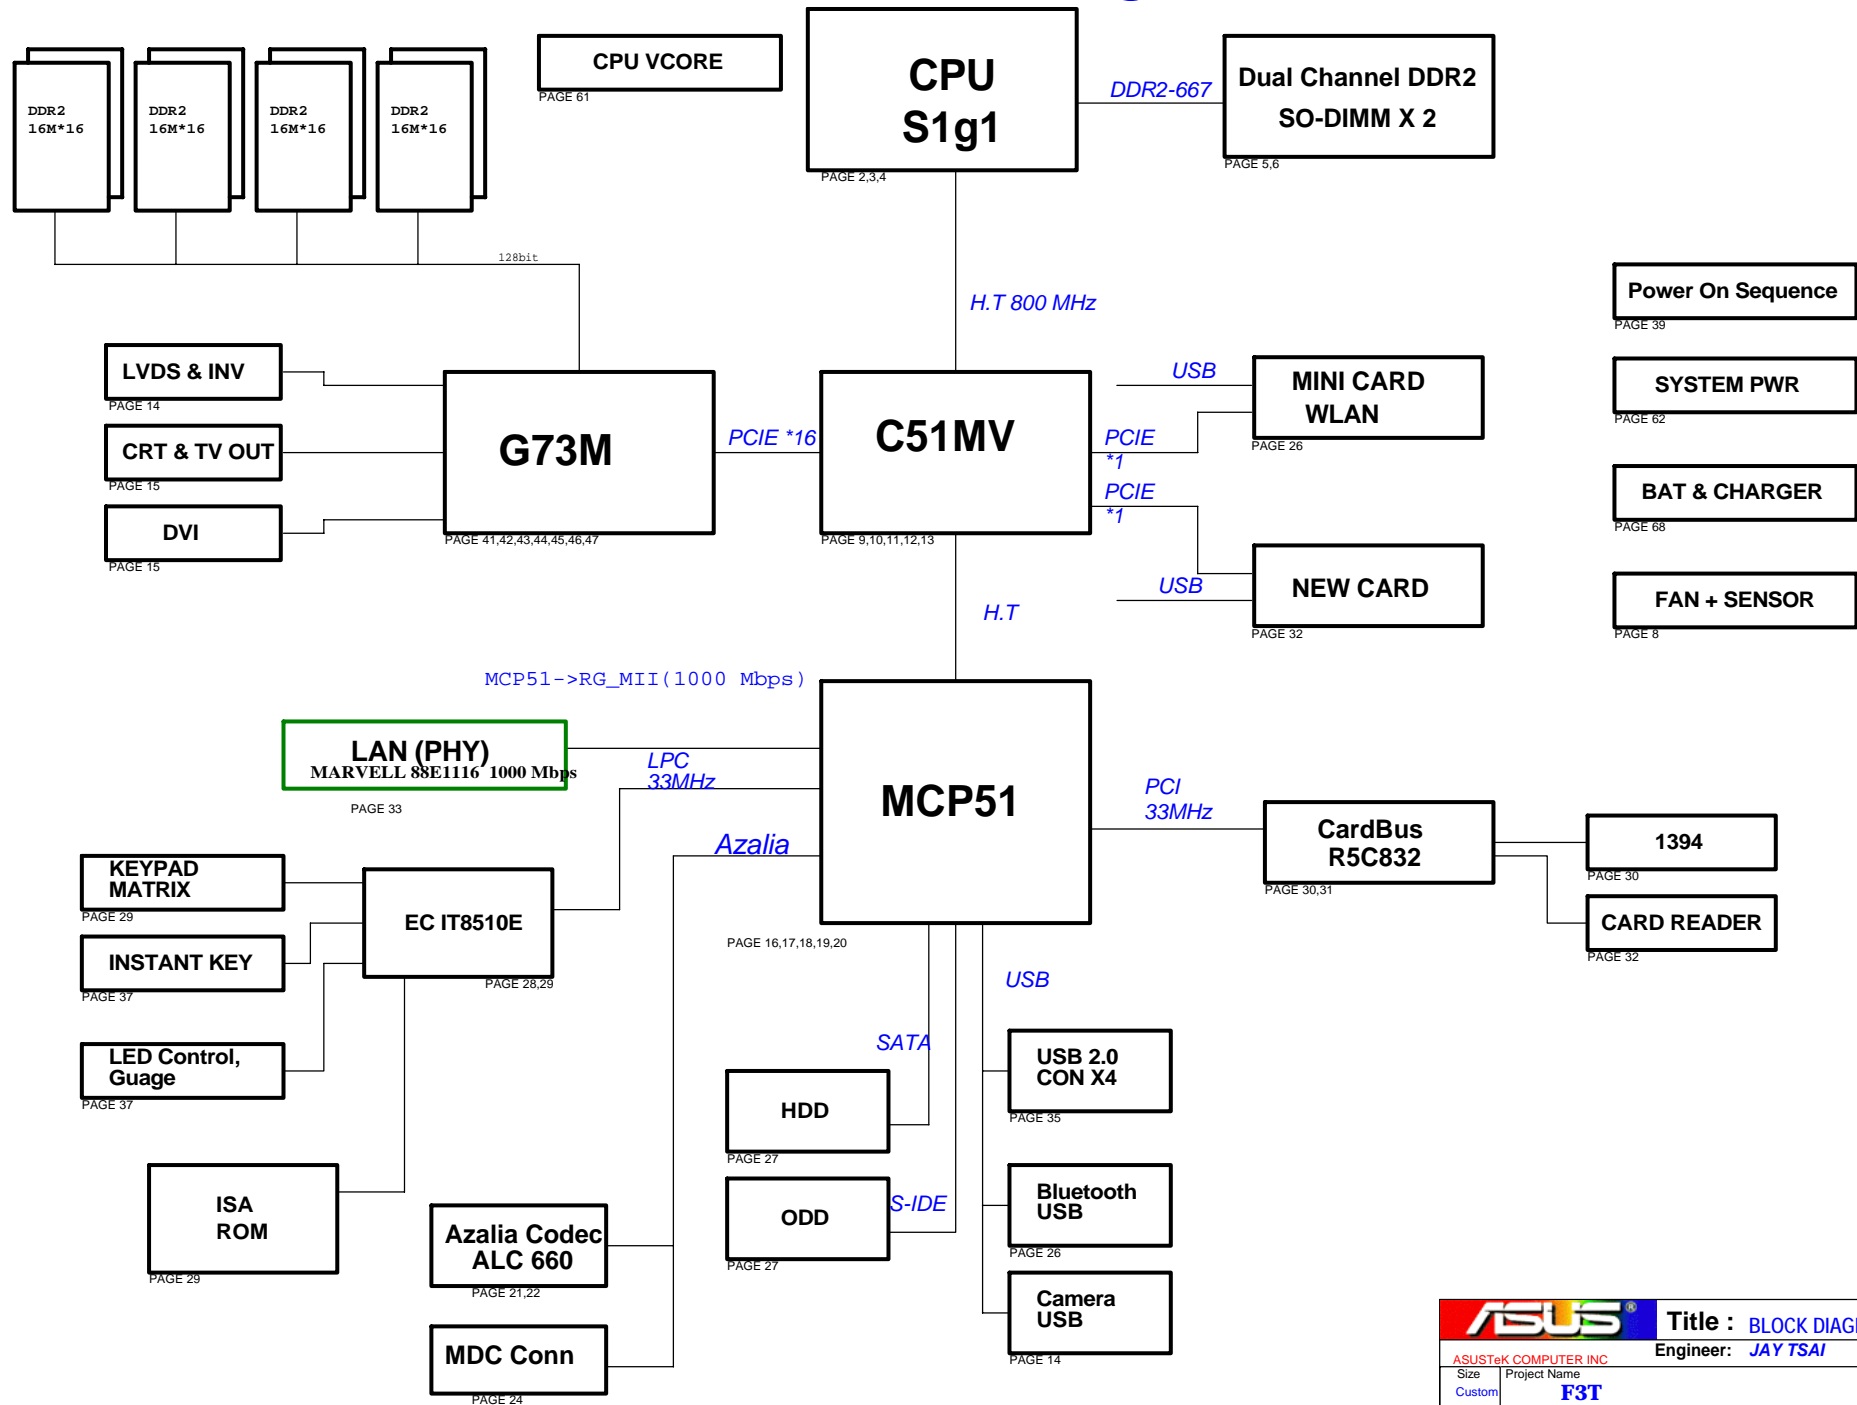 g
DDR2
16M*16
DDR2
16M*16
DDR2
16M*16
DDR2
16M*16
CPU VCORE
PAGE 61
CPU
S1g1
PAGE 2,3,4
DDR2-667
Dual Channel DDR2
SO-DIMM X 2
PAGE 5,6
128bit
H.T 800 MHz
Power On Sequence
PAGE 39
LVDS & INV
PAGE 14
CRT & TV OUT
PAGE 15
DVI
PAGE 15
G73M
PAGE 41,42,43,44,45,46,47
PCIE *16
C51MV
PAGE 9,10,11,12,13
USB
PCIE
*1
PCIE
*1
USB
MINI CARD
WLAN
PAGE 26
NEW CARD
PAGE 32
SYSTEM PWR
PAGE 62
BAT & CHARGER
PAGE 68
FAN + SENSOR
PAGE 8
H.T
MCP51->RG_MII(1000 Mbps)
LAN (PHY)
MARVELL 88E1116 1000 Mbps
PAGE 33
LPC
33MHz
Azalia
MCP51
PAGE 16,17,18,19,20
PCI
33MHz
CardBus
R5C832
PAGE 30,31
1394
PAGE 30
CARD READER
PAGE 32
KEYPAD
MATRIX
PAGE 29
INSTANT KEY
PAGE 37
LED Control,
Guage
PAGE 37
EC IT8510E
PAGE 28,29
ISA
ROM
PAGE 29
USB
SATA
HDD
PAGE 27
S-IDE
ODD
PAGE 27
USB 2.0
CON X4
PAGE 35
Bluetooth
USB
PAGE 26
Camera
USB
PAGE 14
Azalia Codec
ALC 660
PAGE 21,22
MDC Conn
PAGE 24
ASUS®
ASUSTeK COMPUTER INC
Title : BLOCK DIAG
Engineer: JAY TSAI
Size
Custom
Project Name
F3T